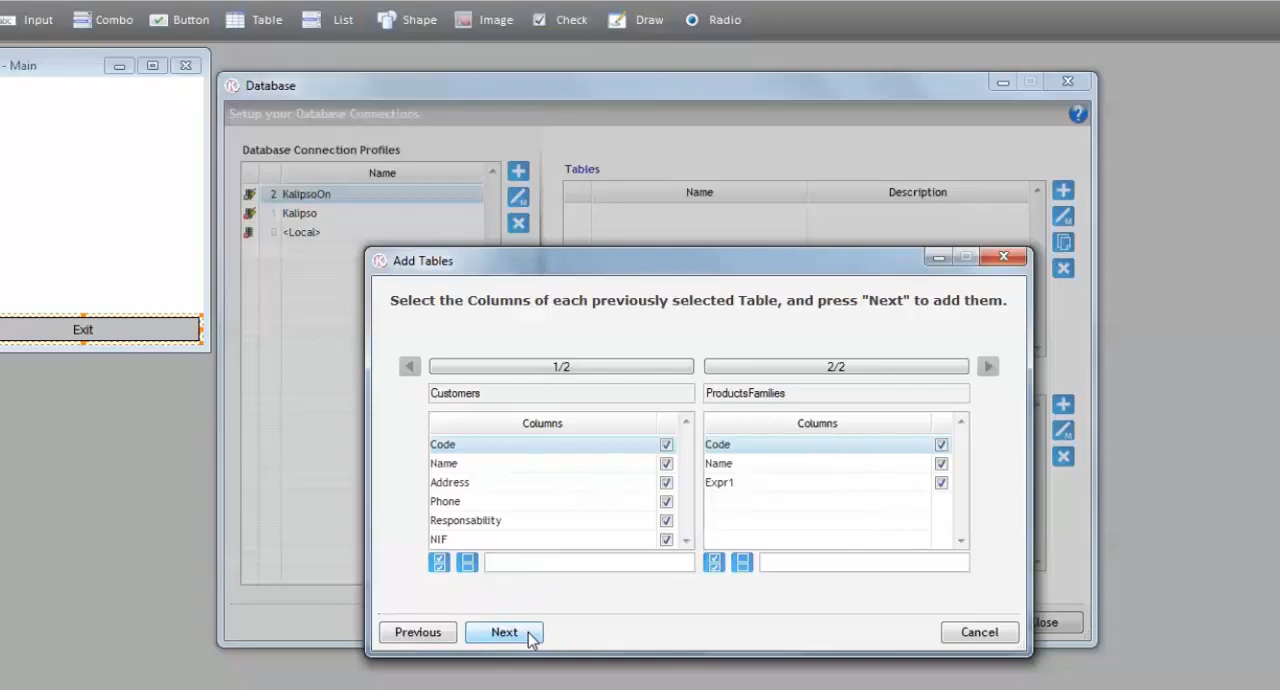 abc Input Combo Button Table List Shape Image Check Draw Radio
- Main
Database
Setup your Database Connections
Database Connection Profiles
Name
2 KalipsoOn
1 Kalipso
0 <Local>
Tables
Name Description
Exit
Add Tables
Select the Columns of each previously selected Table, and press "Next" to add them.
1/2 2/2
Customers ProductsFamilies
Columns Columns
Code Code
Name Name
Address Expr1
Phone
Responsability
NIF
Previous Next Cancel
lose